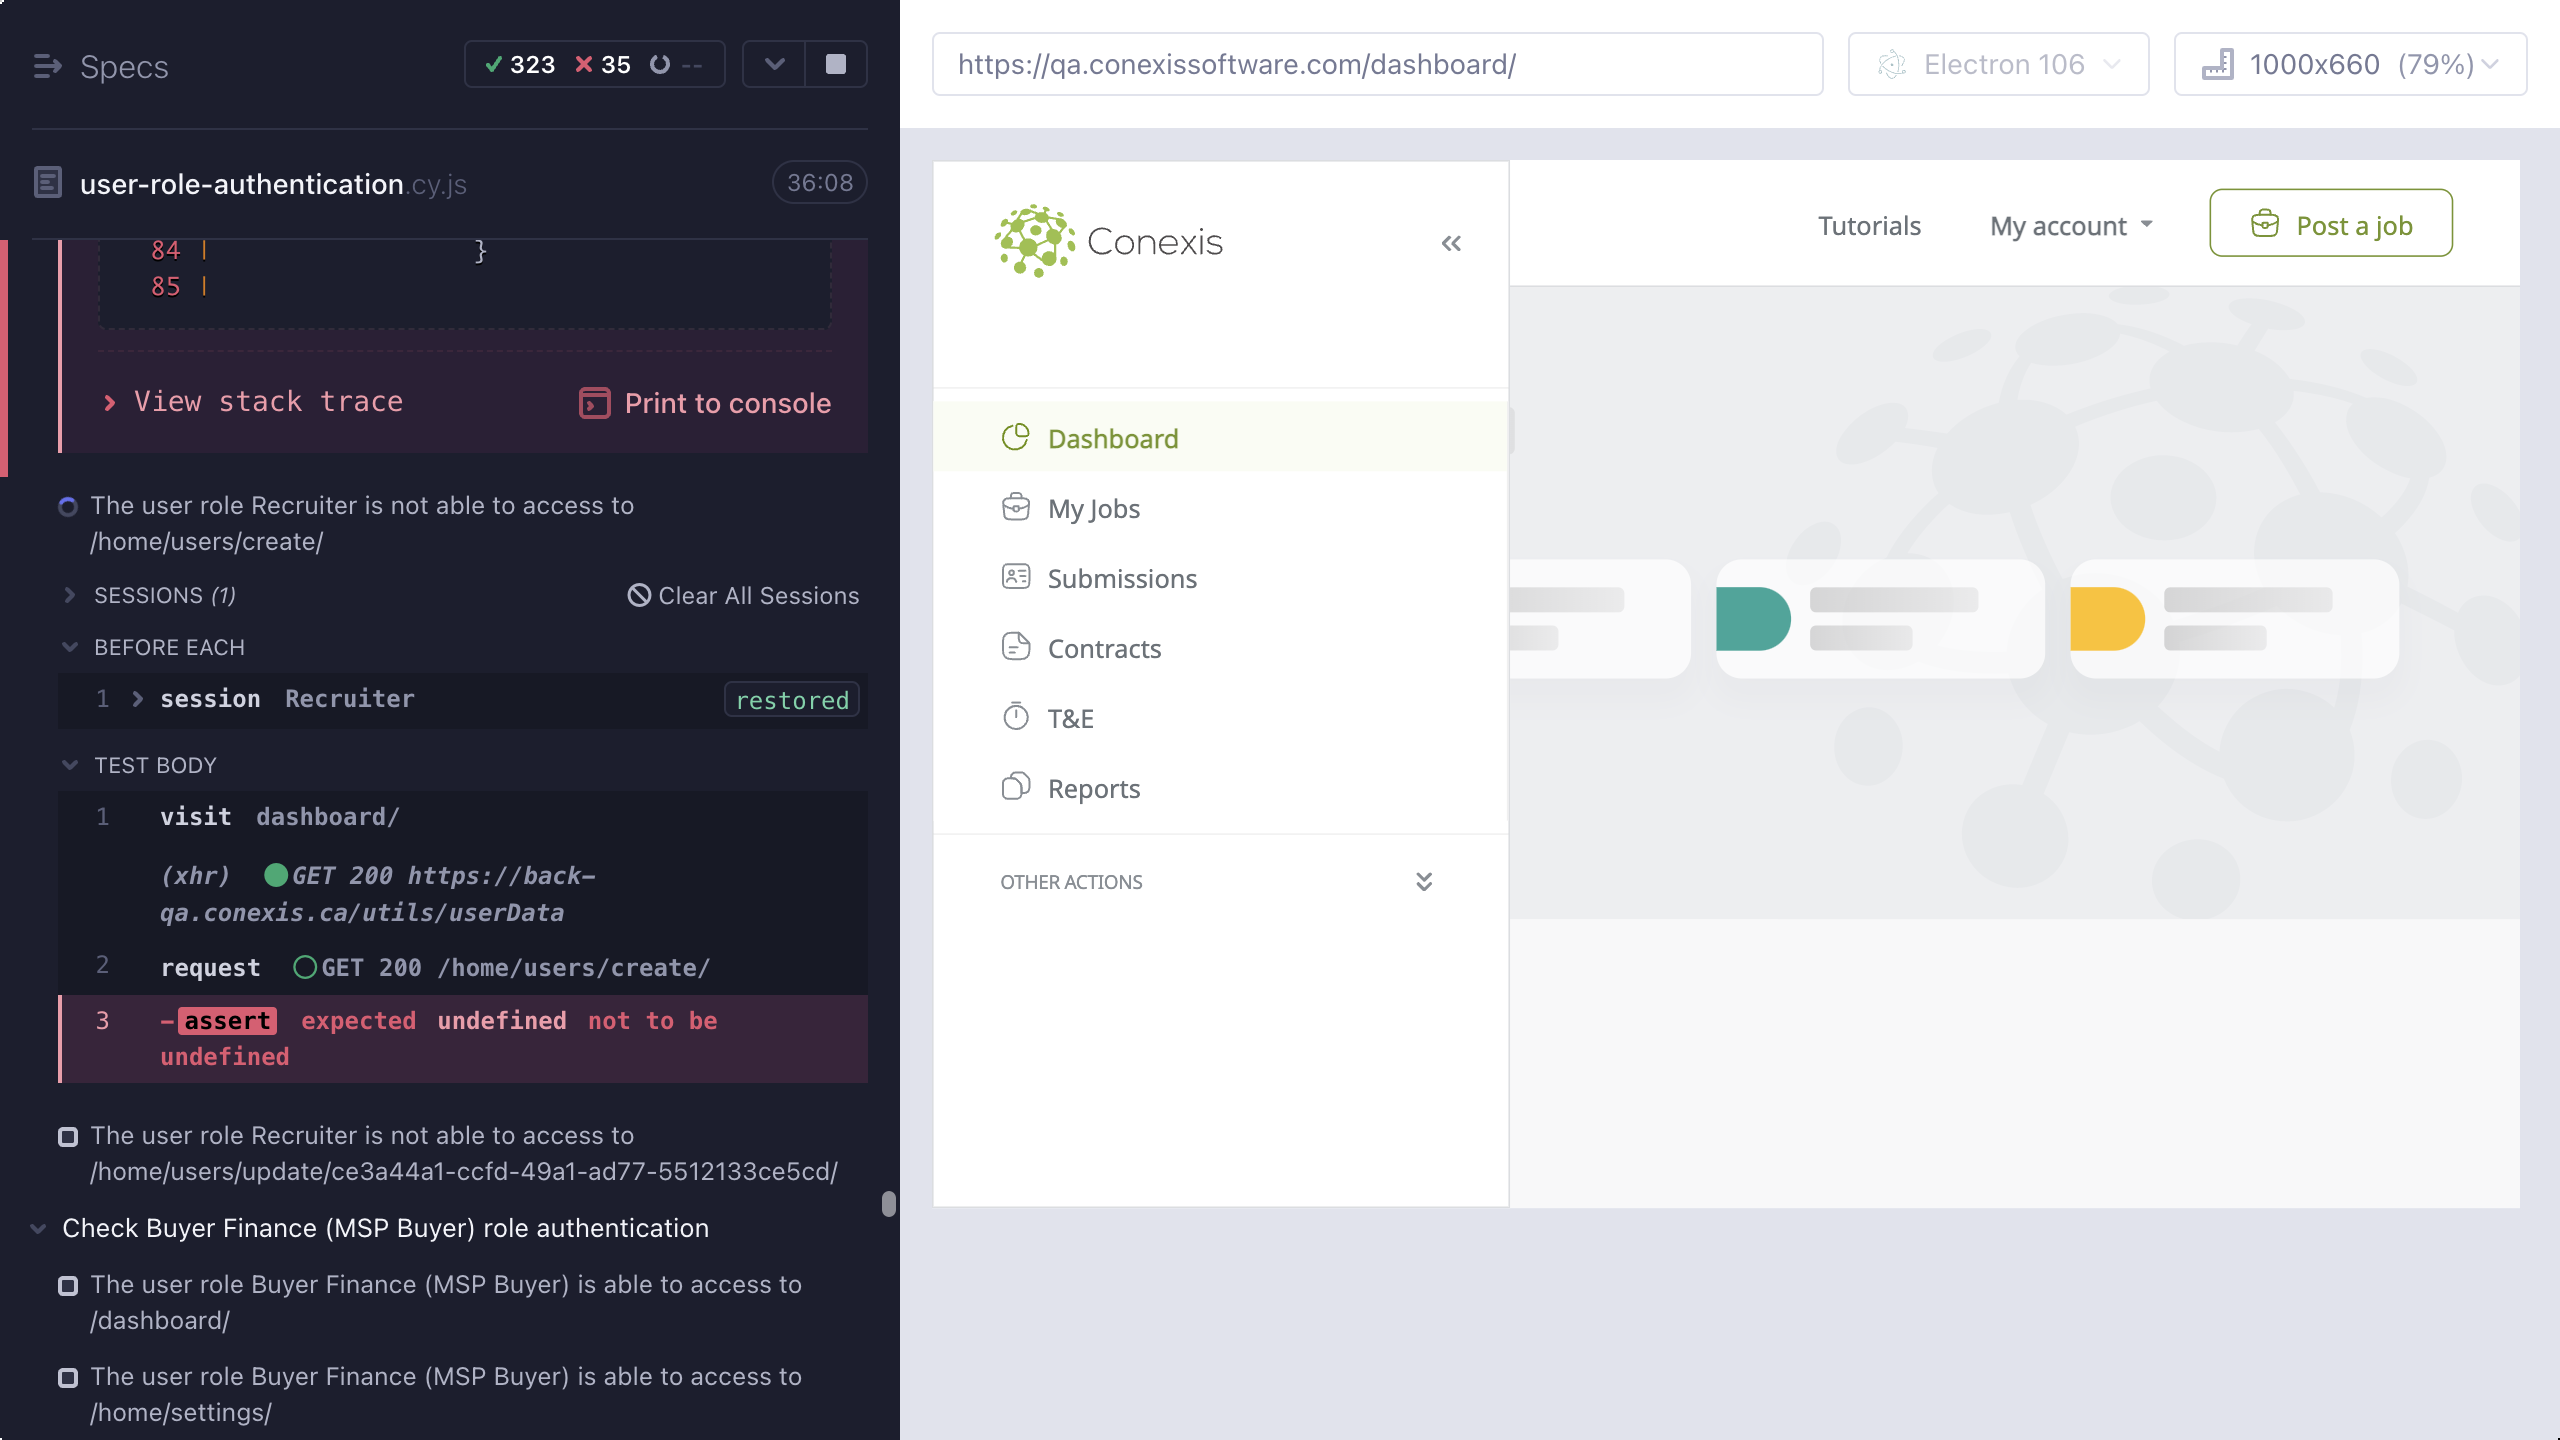 Specs
323 35 --
user-role-authentication.cy.js
36:08
84 | }
85 |
View stack trace
Print to console
The user role Recruiter is not able to access to
/home/users/create/
SESSIONS (1)
Clear All Sessions
BEFORE EACH
1 session Recruiter restored
TEST BODY
1 visit dashboard/
(xhr) GET 200 https://back-
qa.conexis.ca/utils/userData
2 request GET 200 /home/users/create/
3 -assert expected undefined not to be
undefined
The user role Recruiter is not able to access to
/home/users/update/ce3a44a1-ccfd-49a1-ad77-5512133ce5cd/
Check Buyer Finance (MSP Buyer) role authentication
The user role Buyer Finance (MSP Buyer) is able to access to
/dashboard/
The user role Buyer Finance (MSP Buyer) is able to access to
/home/settings/
https://qa.conexissoftware.com/dashboard/
Electron 106
1000x660 (79%)
Conexis
Tutorials
My account
Post a job
Dashboard
My Jobs
Submissions
Contracts
T&E
Reports
OTHER ACTIONS